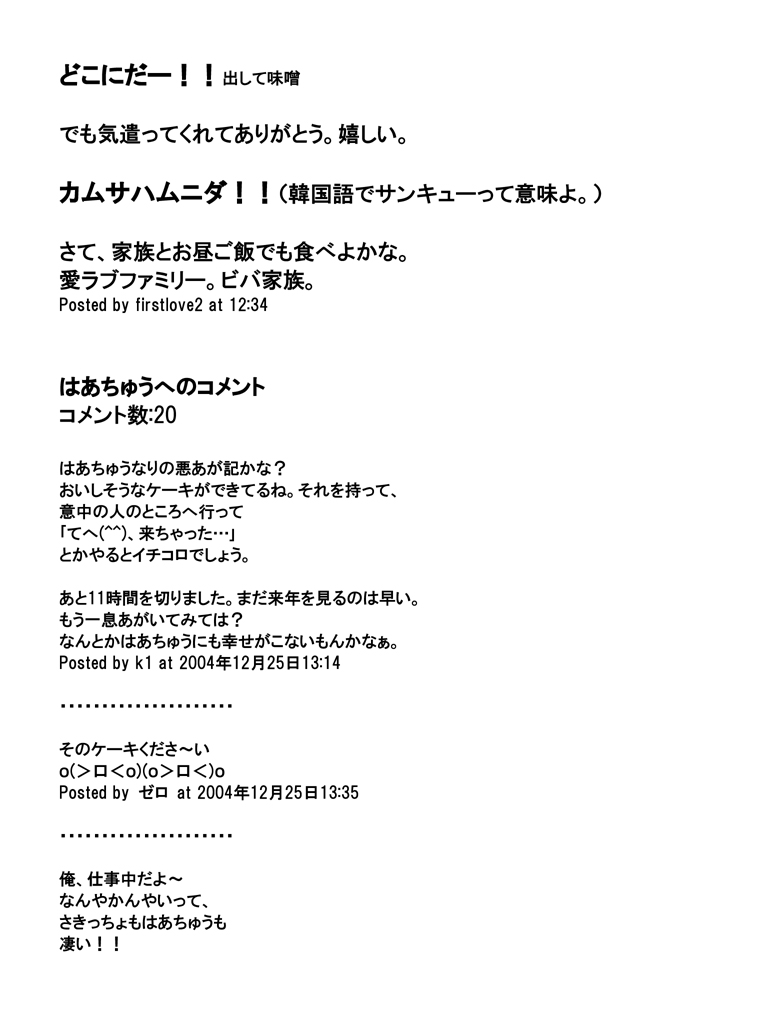 どこにだー！！出して味噌
でも気遣ってくれてありがとう。嬉しい。
カムサハムニダ！！（韓国語でサンキューって意味よ。）
さて、家族とお昼ご飯でも食べよかな。
愛ラブファミリー。ビバ家族。
Posted by firstlove2 at 12:34
はあちゅうへのコメント
コメント数:20
はあちゅうなりの悪あが記かな？
おいしそうなケーキができてるね。それを持って、
意中の人のところへ行って
「てへ(^^)、来ちゃった…」
とかやるとイチコロでしょう。
あと11時間を切りました。まだ来年を見るのは早い。
もう一息あがいてみては？
なんとかはあちゅうにも幸せがこないもんかなぁ。
Posted by k1 at 2004年12月25日13:14
・・・・・・・・・・・・・・・・・・・・・
そのケーキくださ～い
o(＞ロ＜o)(o＞ロ＜)o
Posted by ゼロ at 2004年12月25日13:35
・・・・・・・・・・・・・・・・・・・・・
俺、仕事中だよ～
なんやかんやいって、
さきっちょもはあちゅうも
凄い！！